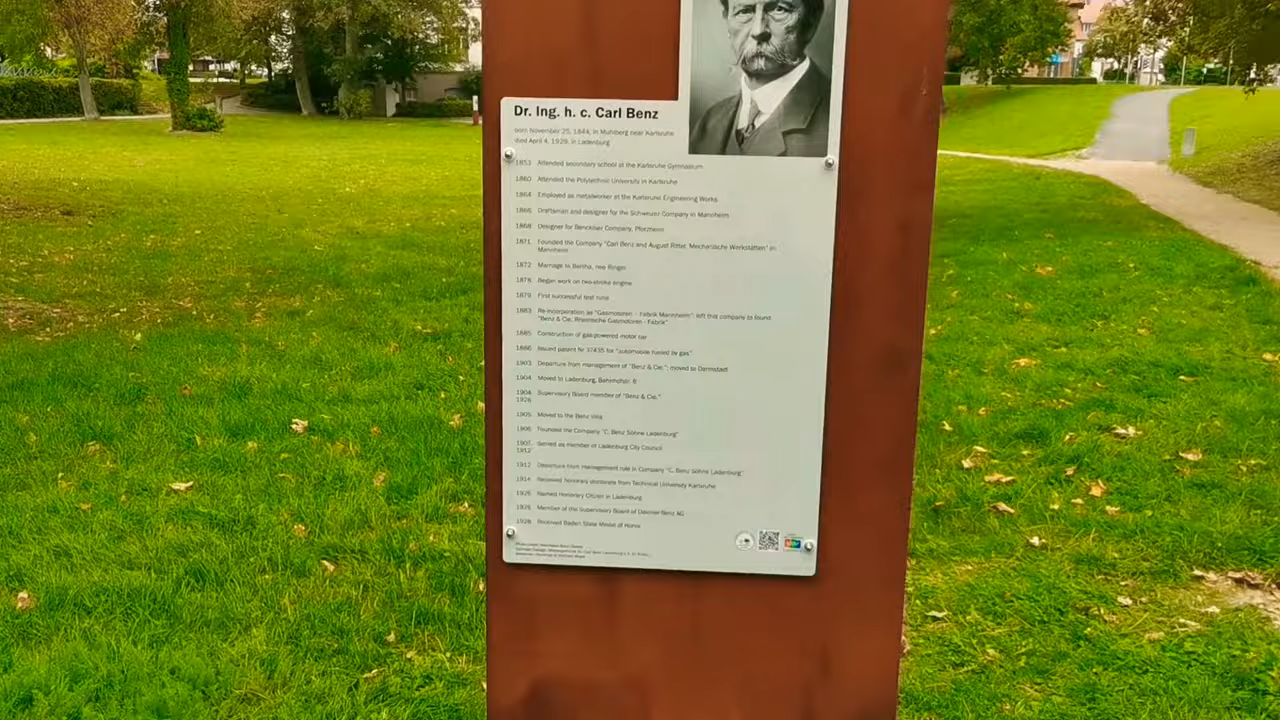 Dr. Ing. h. c. Carl Benz
born November 25, 1844, in Muhlberg near Karlsruhe
died April 4, 1929, in Ladenburg
1853 Attended secondary school at the Karlsruhe Gymnasium
1860 Attended the Polytechnic University in Karlsruhe
1864 Employed as metalworker at the Karlsruhe Engineering Works
1866 Draftsman and designer for the Schweizer Company in Mannheim
1868 Designer for Benckiser Company, Pforzheim
1871 Founded the Company "Carl Benz and August Ritter, Mechanische Werkstätten" in
Mannheim
1872 Marriage to Bertha, nee Ringer
1878 Began work on two-stroke engine
1879 First successful test runs
1883 Re-incorporation as "Gasmotoren - Fabrik Mannheim"; left this company to found
"Benz & Cie. Rheinische Gasmotoren - Fabrik"
1885 Construction of gas-powered motor car
1886 Issued patent Nr 37435 for "automobile fueled by gas"
1903 Departure from management of "Benz & Cie."; moved to Darmstadt
1904 Moved to Ladenburg, Bahnhofstr. 8
1904 Supervisory Board member of "Benz & Cie."
1926
1905 Moved to the Benz Villa
1906 Founded the Company "C. Benz Söhne Ladenburg"
Served as member of Ladenburg City Council
1912
1912 Departure from management role in Company "C. Benz Söhne Ladenburg"
1914 Received honorary doctorate from Technical University Karlsruhe
1926 Named Honorary Citizen in Ladenburg
1926 Member of the Supervisory Board of Daimler-Benz AG
1928 Received Baden State Medal of Honor